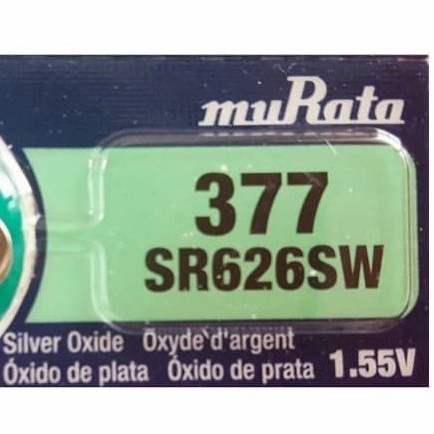 muRata
377
SR626SW
Silver Oxide Oxyde d'argent
Óxido de plata Óxido de prata 1.55V